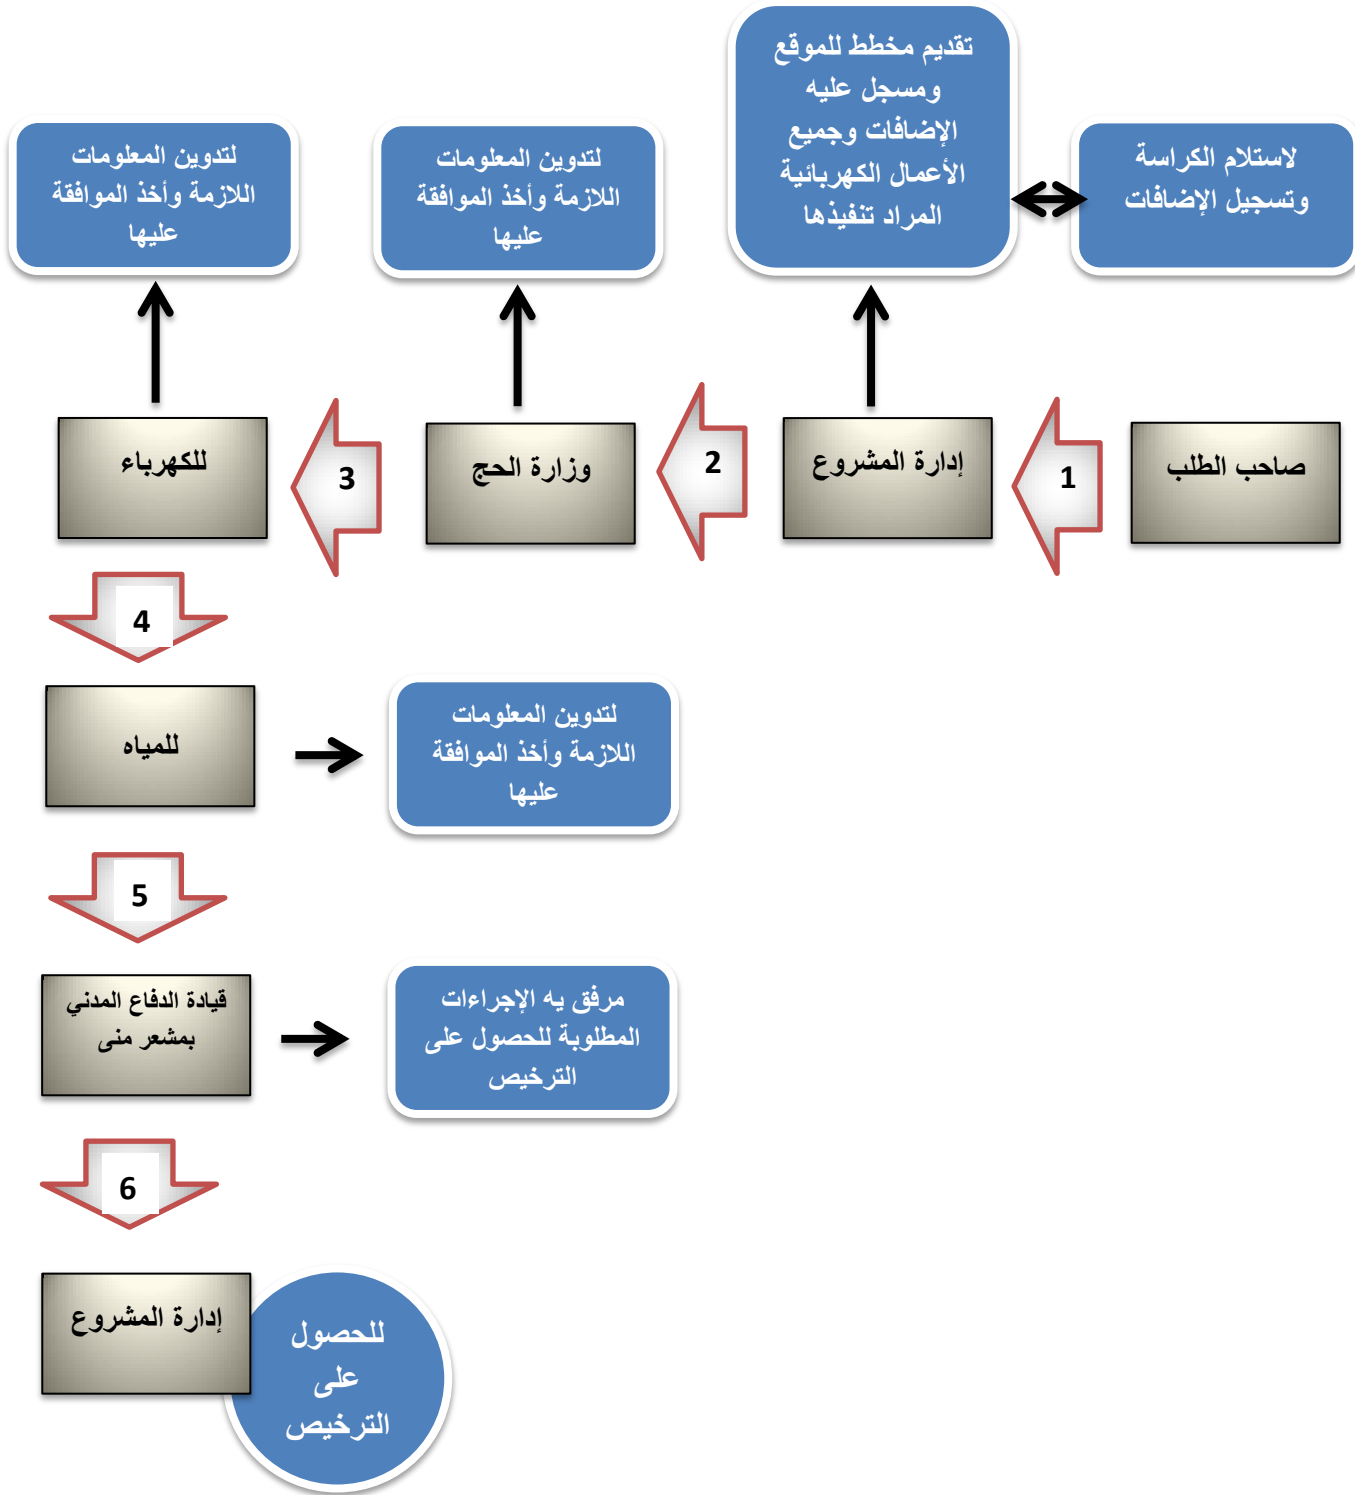 تقديم مخطط للموقع
ومسجل عليه
الإضافات وجميع
الأعمال الكهربائية
المراد تنفيذها
لاستلام الكراسة
وتسجيل الإضافات
لتدوين المعلومات
اللازمة وأخذ الموافقة
عليها
لتدوين المعلومات
اللازمة وأخذ الموافقة
عليها
صاحب الطلب
1
إدارة المشروع
2
وزارة الحج
3
للكهرباء
4
للمياه
لتدوين المعلومات
اللازمة وأخذ الموافقة
عليها
5
قيادة الدفاع المدني
بمشعر منى
مرفق يه الإجراءات
المطلوبة للحصول على
الترخيص
6
إدارة المشروع
للحصول
على
الترخيص